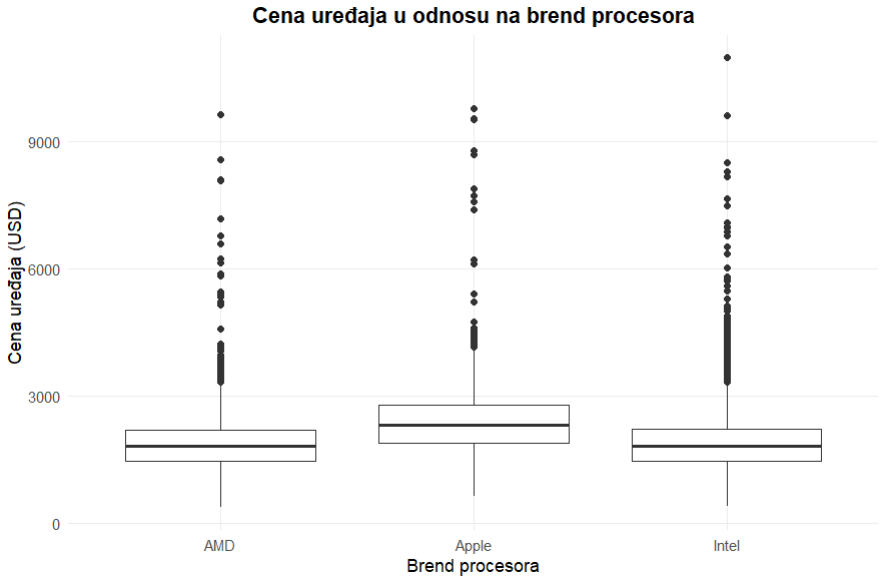 Cena uređaja u odnosu na brend procesora
Cena uređaja (USD)
9000
6000
3000
0
AMD
Apple
Intel
Brend procesora